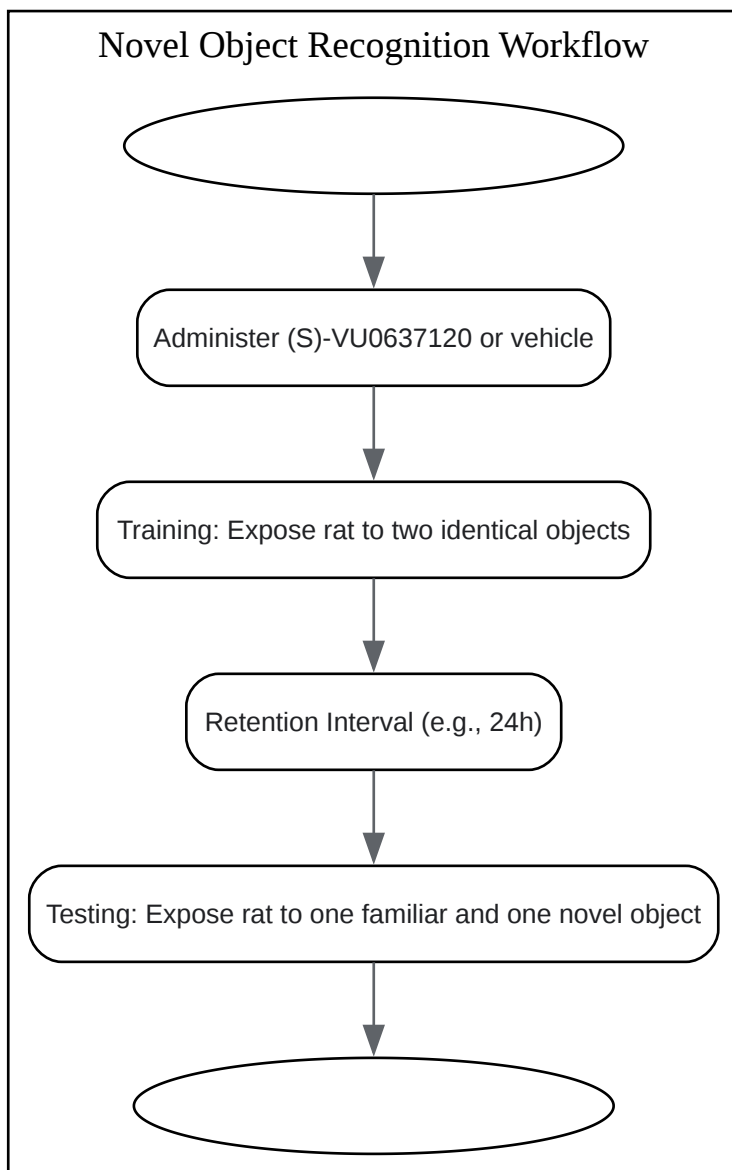 Novel Object Recognition Workflow
Administer (S)-VU0637120 or vehicle
Training: Expose rat to two identical objects
Retention Interval (e.g., 24h)
Testing: Expose rat to one familiar and one novel object